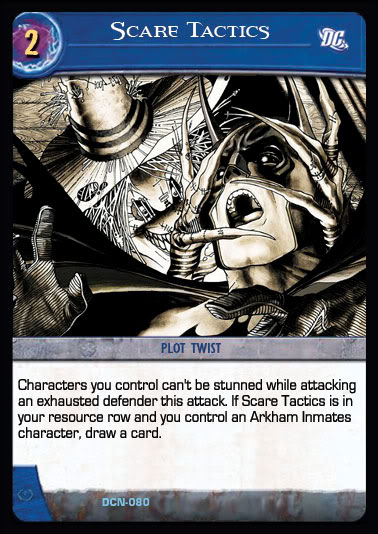 2
Scare Tactics
DC
PLOT TWIST
Characters you control can't be stunned while attacking
an exhausted defender this attack. If Scare Tactics is in
your resource row and you control an Arkham Inmates
character, draw a card.
DCN-080